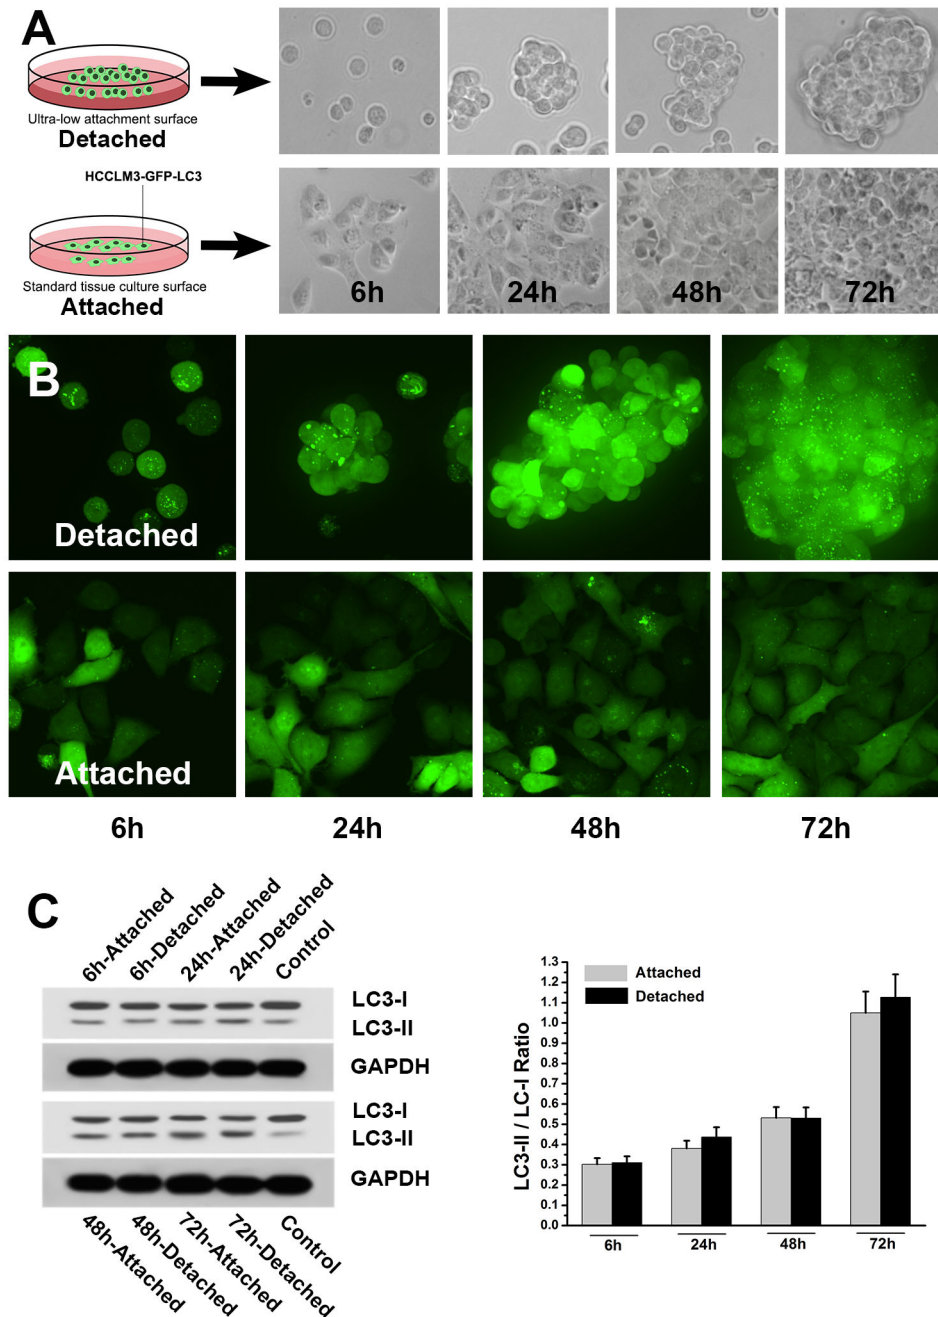 A
Ultra-low attachment surface
Detached
HCCLM3-GFP-LC3
Standard tissue culture surface
Attached
6h
24h
48h
72h
B
Detached
Attached
6h
24h
48h
72h
C
6h-Attached
6h-Detached
24h-Attached
24h-Detached
Control
LC3-I
LC3-II
GAPDH
LC3-I
LC3-II
GAPDH
48h-Attached
48h-Detached
72h-Attached
72h-Detached
Control
LC3-II / LC-I Ratio
1.3
1.2
1.1
1.0
0.9
0.8
0.7
0.6
0.5
0.4
0.3
0.2
0.1
0.0
Attached
Detached
6h
24h
48h
72h